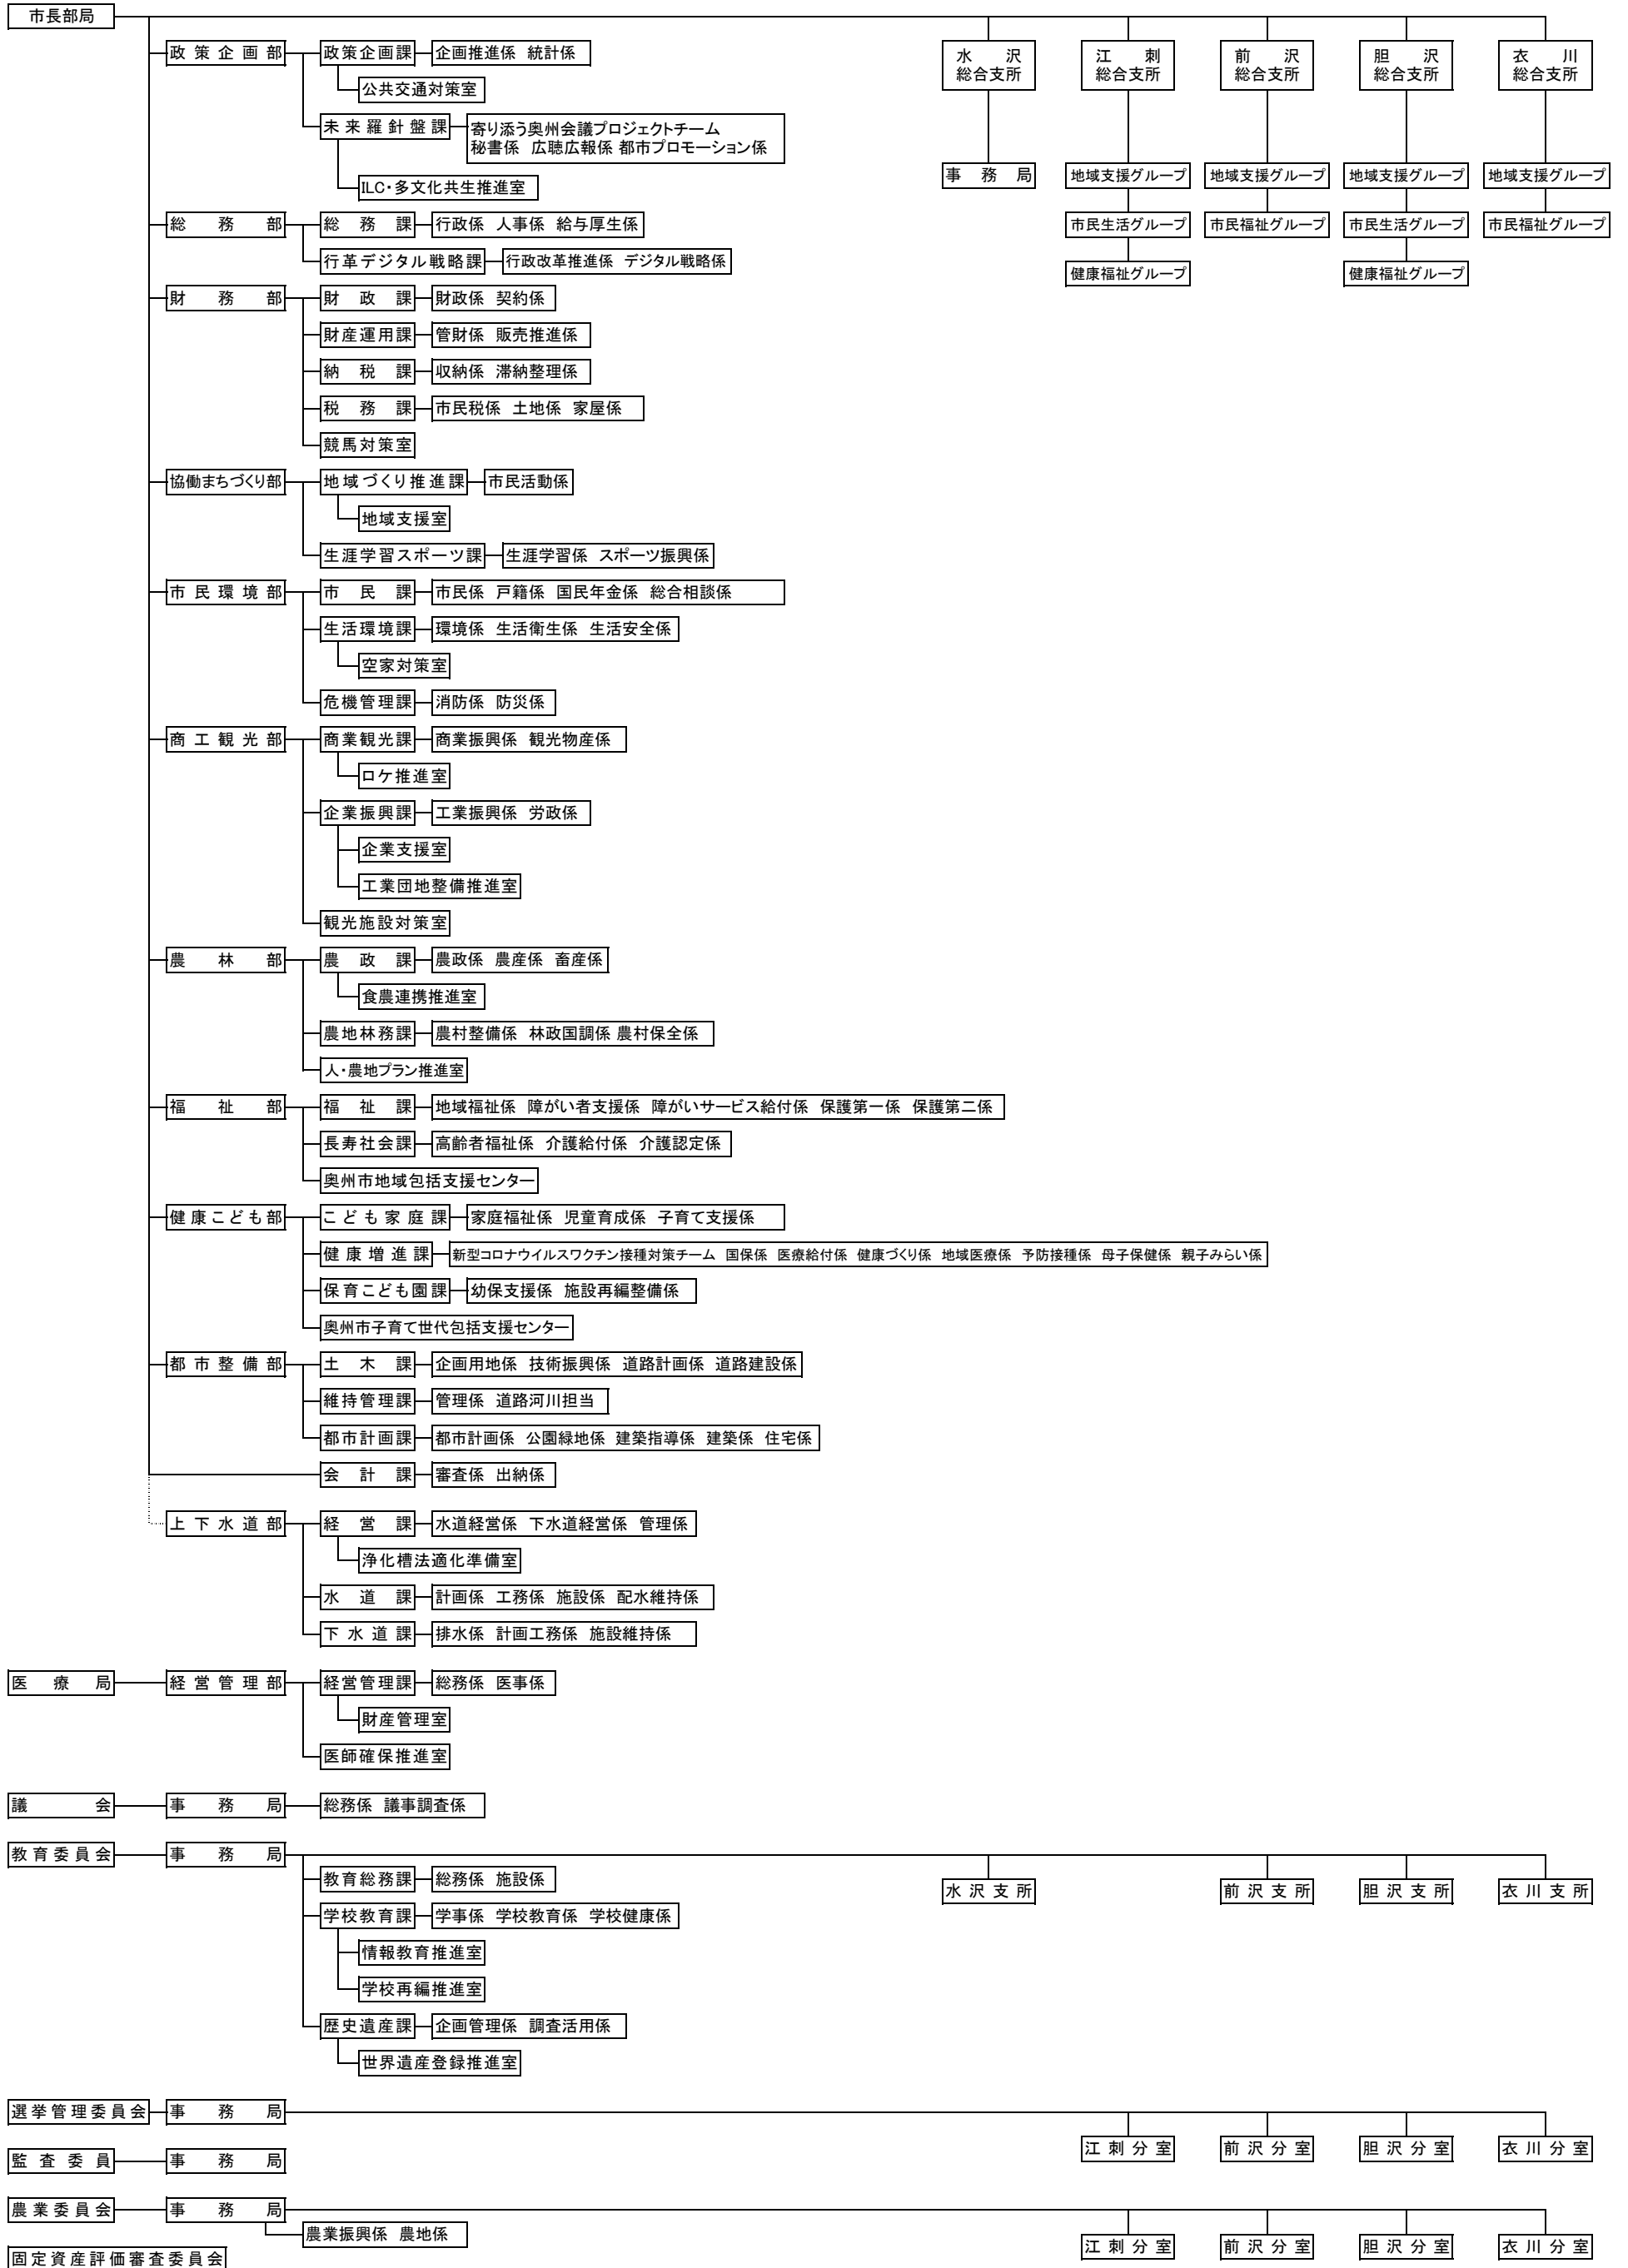 市長部局
政策企画部 政策企画課 企画推進係 統計係
公共交通対策室
未来羅針盤課 寄り添う奥州会議プロジェクトチーム
秘書係 広聴広報係 都市プロモーション係
ILC・多文化共生推進室
水沢 江刺 前沢 胆沢 衣川
総合支所 総合支所 総合支所 総合支所 総合支所
事務局 地域支援グループ 地域支援グループ 地域支援グループ 地域支援グループ
市民生活グループ 市民福祉グループ 市民生活グループ 市民福祉グループ
健康福祉グループ 健康福祉グループ
総務部 総務課 行政係 人事係 給与厚生係
行革デジタル戦略課 行政改革推進係 デジタル戦略係
財務部 財政課 財政係 契約係
財産運用課 管財係 販売推進係
納税課 収納係 滞納整理係
税務課 市民税係 土地係 家屋係
競馬対策室
協働まちづくり部 地域づくり推進課 市民活動係
地域支援室
生涯学習スポーツ課 生涯学習係 スポーツ振興係
市民環境部 市民課 市民係 戸籍係 国民年金係 総合相談係
生活環境課 環境係 生活衛生係 生活安全係
空家対策室
危機管理課 消防係 防災係
商工観光部 商業観光課 商業振興係 観光物産係
ロケ推進室
企業振興課 工業振興係 労政係
企業支援室
工業団地整備推進室
観光施設対策室
農林部 農政課 農政係 農産係 畜産係
食農連携推進室
農地林務課 農村整備係 林政国調係 農村保全係
人・農地プラン推進室
福祉部 福祉課 地域福祉係 障がい者支援係 障がいサービス給付係 保護第一係 保護第二係
長寿社会課 高齢者福祉係 介護給付係 介護認定係
奥州市地域包括支援センター
健康こども部 こども家庭課 家庭福祉係 児童育成係 子育て支援係
健康増進課 新型コロナウイルスワクチン接種対策チーム 国保係 医療給付係 健康づくり係 地域医療係 予防接種係 母子保健係 親子みらい係
保育こども園課 幼保支援係 施設再編整備係
奥州市子育て世代包括支援センター
都市整備部 土木課 企画用地係 技術振興係 道路計画係 道路建設係
維持管理課 管理係 道路河川担当
都市計画課 都市計画係 公園緑地係 建築指導係 建築係 住宅係
会計課 審査係 出納係
上下水道部 経営課 水道経営係 下水道経営係 管理係
浄化槽法適化準備室
水道課 計画係 工務係 施設係 配水維持係
下水道課 排水係 計画工務係 施設維持係
医療局 経営管理部 経営管理課 総務係 医事係
財産管理室
医師確保推進室
議会 事務局 総務係 議事調査係
教育委員会 事務局
教育総務課 総務係 施設係
水沢支所 前沢支所 胆沢支所 衣川支所
学校教育課 学事係 学校教育係 学校健康係
情報教育推進室
学校再編推進室
歴史遺産課 企画管理係 調査活用係
世界遺産登録推進室
選挙管理委員会 事務局
江刺分室 前沢分室 胆沢分室 衣川分室
監査委員 事務局
農業委員会 事務局
農業振興係 農地係
江刺分室 前沢分室 胆沢分室 衣川分室
固定資産評価審査委員会